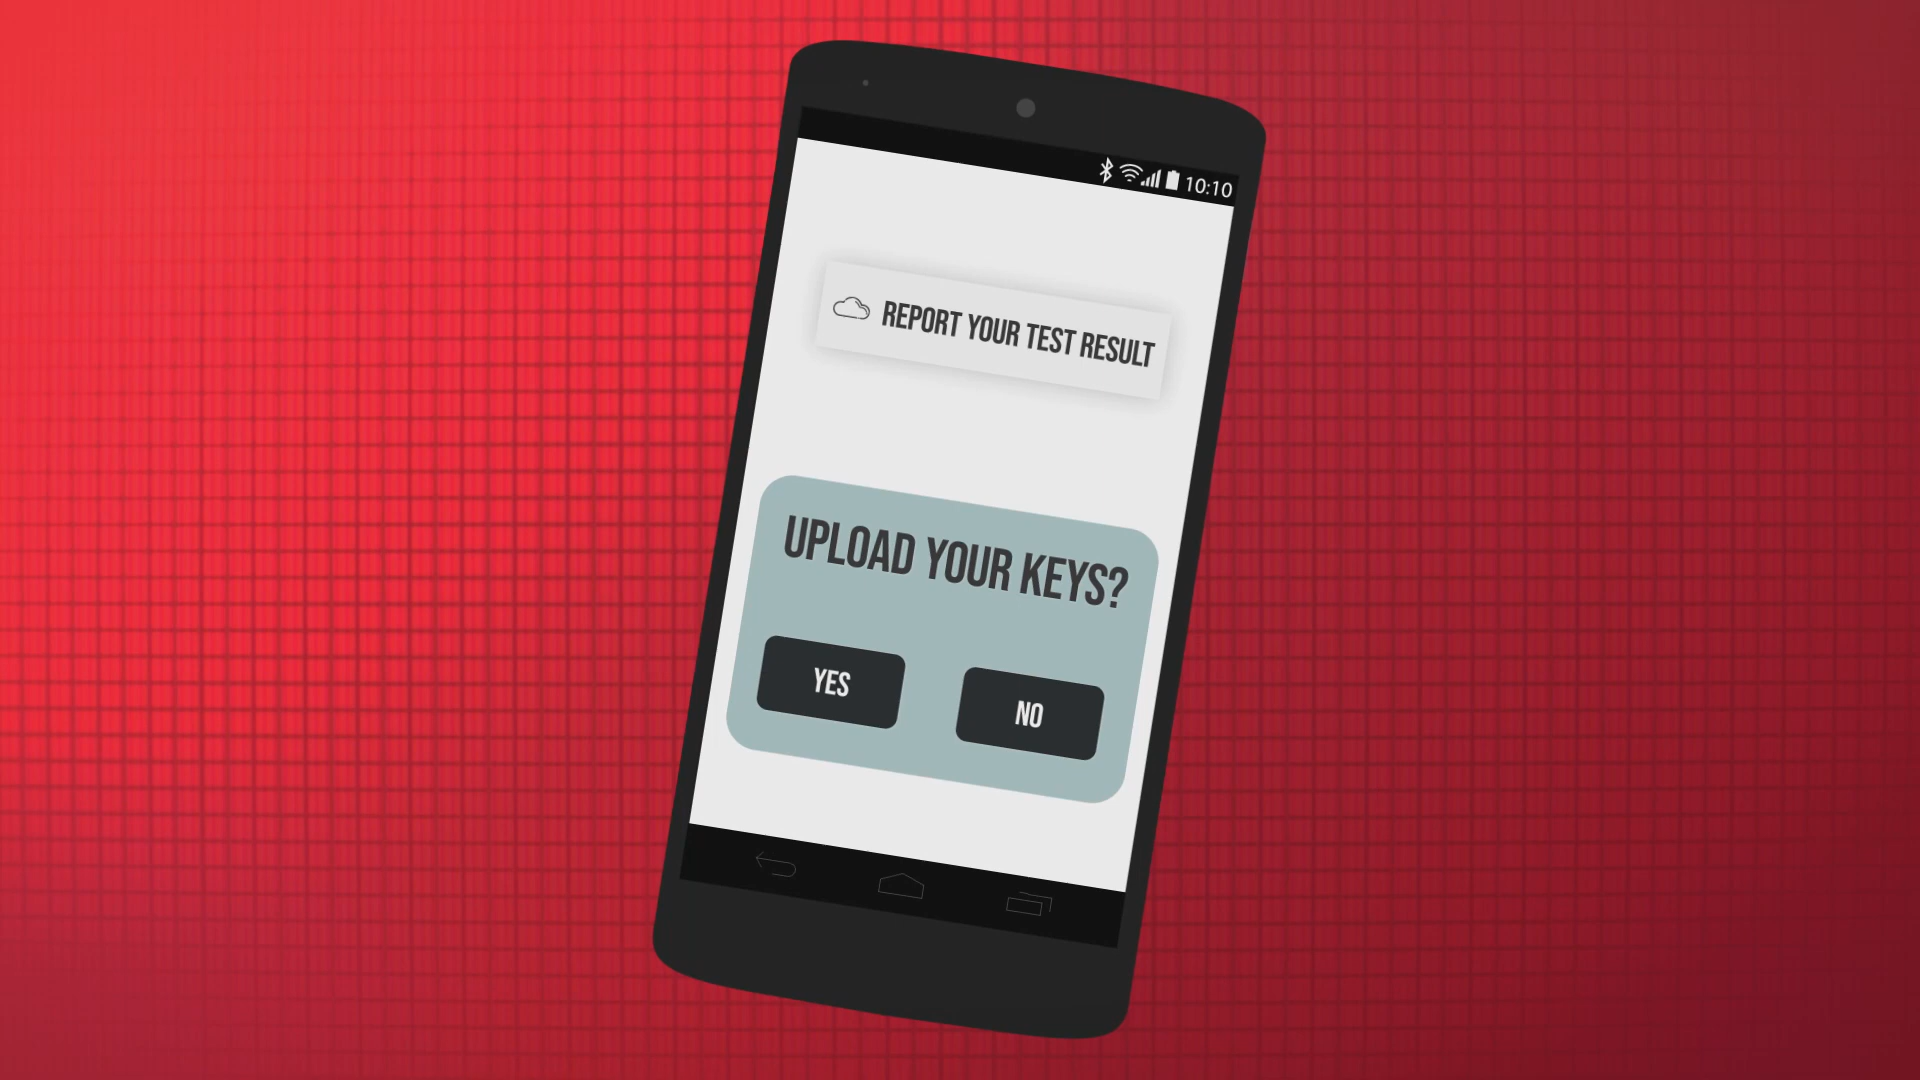 10:10
REPORT YOUR TEST RESULT
UPLOAD YOUR KEYS?
YES
NO